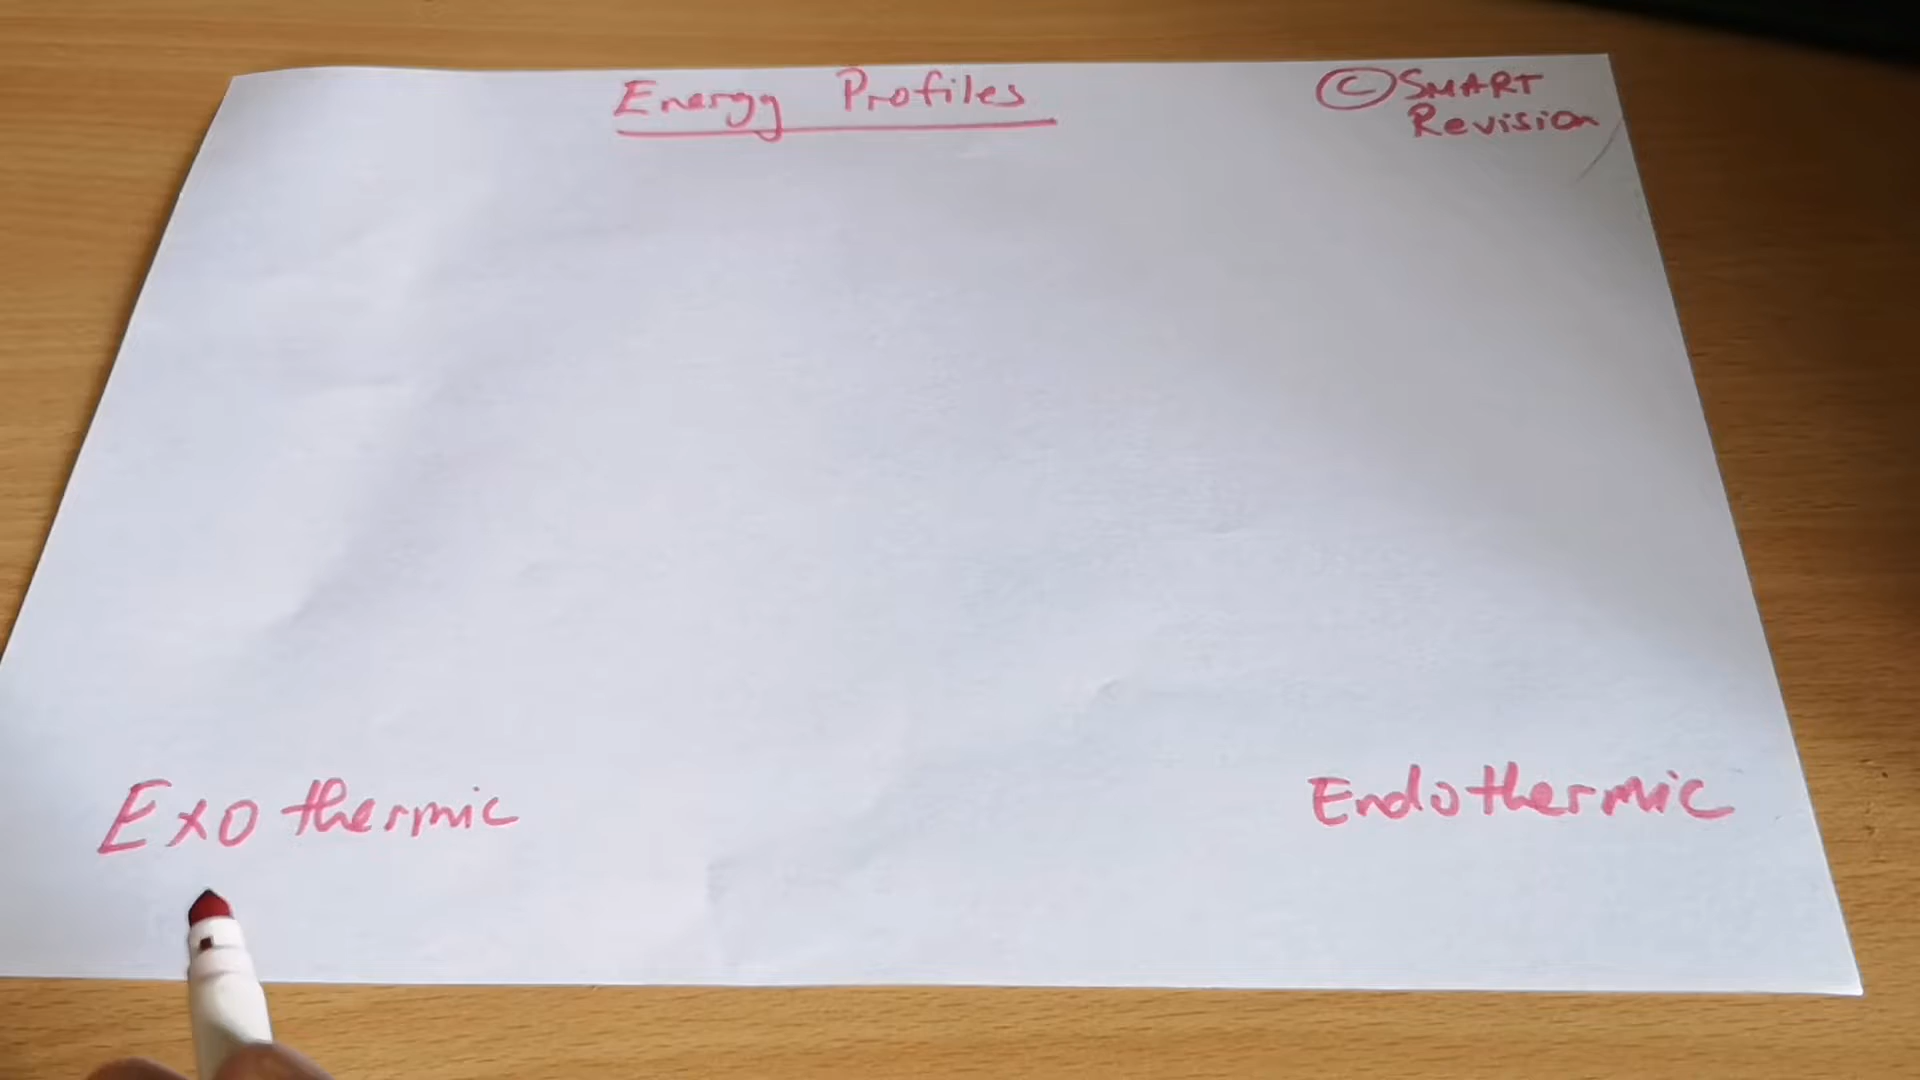 Energy Profiles
© SMART
Revision
Exothermic
Endothermic